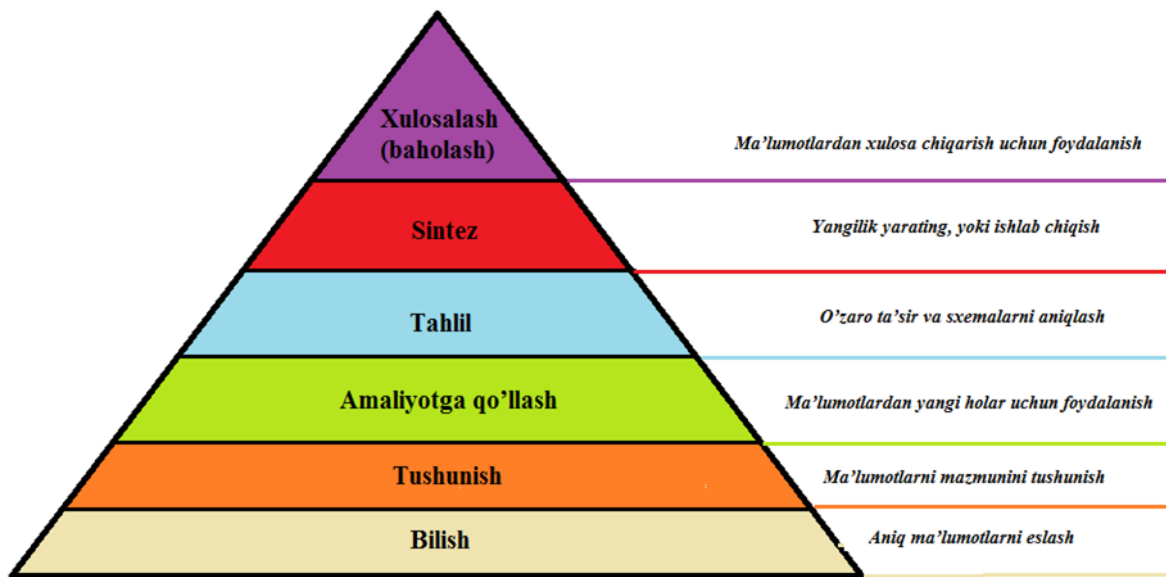 Xulosalash
(baholash)
Ma’lumotlardan xulosa chiqarish uchun foydalanish
Sintez
Yangilik yarating, yoki ishlab chiqish
Tahlil
O’zaro ta’sir va sxemalarni aniqlash
Amaliyotga qo’llash
Ma’lumotlardan yangi holar uchun foydalanish
Tushunish
Ma’lumotlarni mazmunini tushunish
Bilish
Aniq ma’lumotlarni eslash